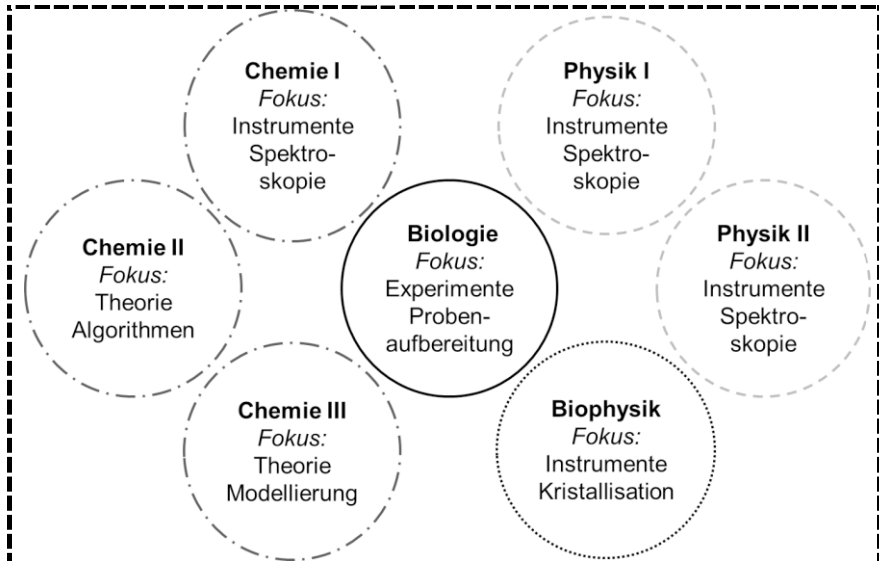 Chemie I
Fokus:
Instrumente
Spektro-
skopie
Physik I
Fokus:
Instrumente
Spektro-
skopie
Chemie II
Fokus:
Theorie
Algorithmen
Biologie
Fokus:
Experimente
Proben-
aufbereitung
Physik II
Fokus:
Instrumente
Spektro-
skopie
Chemie III
Fokus:
Theorie
Modellierung
Biophysik
Fokus:
Instrumente
Kristallisation